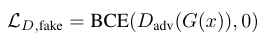 $\mathcal{L}_{D,\text{fake}} = \text{BCE}(D_{\text{adv}}(G(x)), 0)$